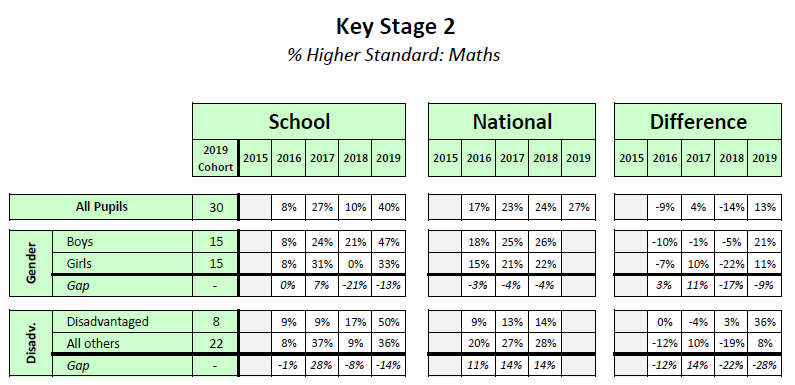 Key Stage 2
% Higher Standard: Maths
School National Difference
2019 Cohort 2015 2016 2017 2018 2019 2015 2016 2017 2018 2019 2015 2016 2017 2018 2019
All Pupils 30 8% 27% 10% 40% 17% 23% 24% 27% -9% 4% -14% 13%
Gender
Boys 15 8% 24% 21% 47% 18% 25% 26% -10% -1% -5% 21%
Girls 15 8% 31% 0% 33% 15% 21% 22% -7% 10% -22% 11%
Gap - 0% 7% -21% -13% -3% -4% -4% 3% 11% -17% -9%
Disadv.
Disadvantaged 8 9% 9% 17% 50% 9% 13% 14% 0% -4% 3% 36%
All others 22 8% 37% 9% 36% 20% 27% 28% -12% 10% -19% 8%
Gap - -1% 28% -8% -14% 11% 14% 14% -12% 14% -22% -28%